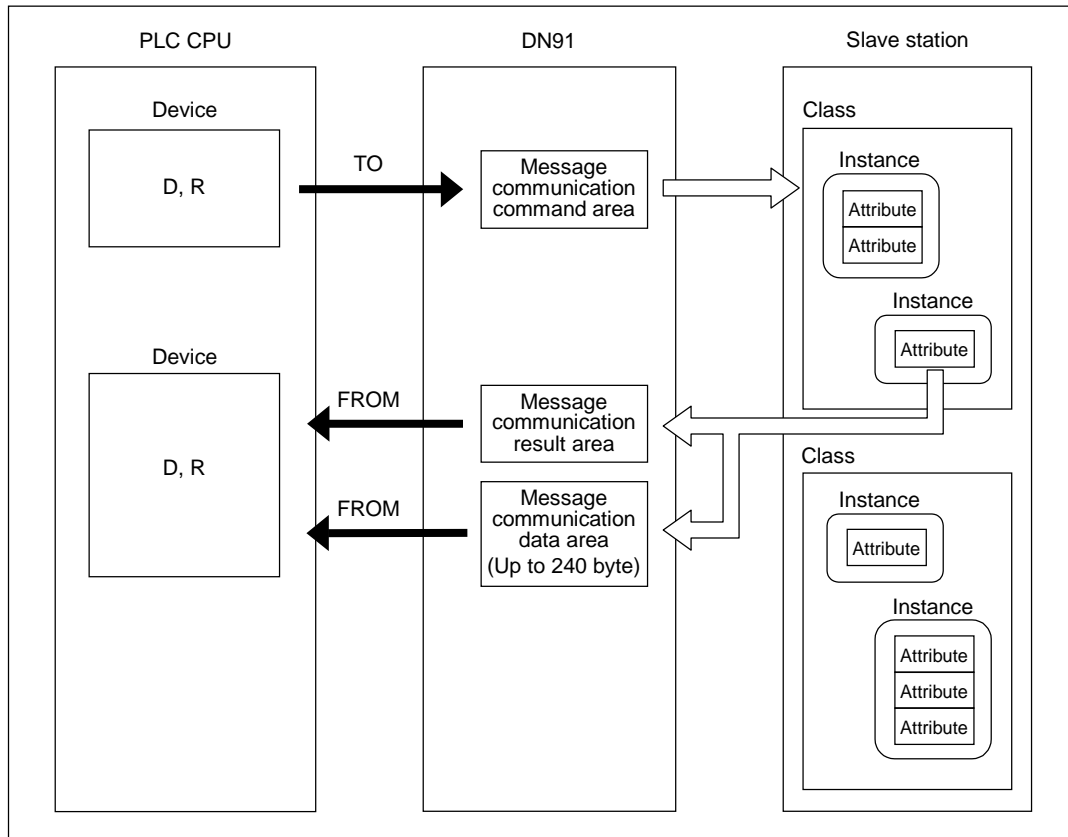 PLC CPU
DN91
Slave station
Device
D, R
TO
Message
communication
command area
Class
Instance
Attribute
Attribute
Instance
Attribute
Device
D, R
FROM
Message
communication
result area
FROM
Message
communication
data area
(Up to 240 byte)
Class
Instance
Attribute
Instance
Attribute
Attribute
Attribute